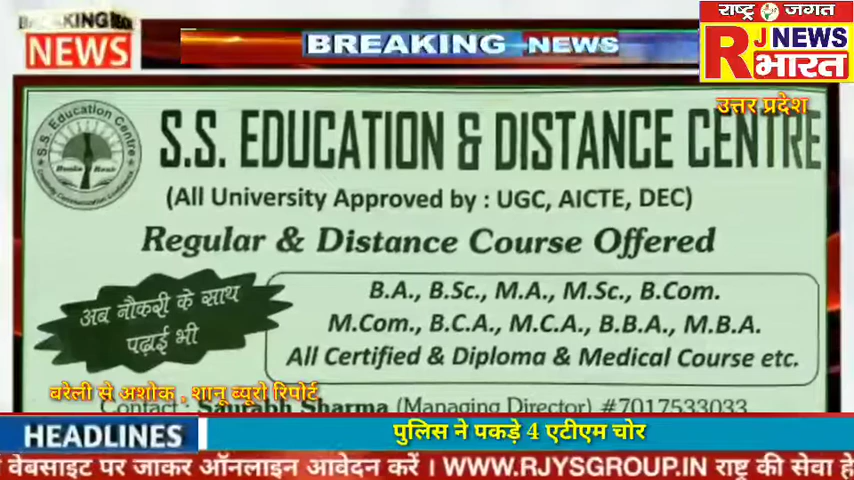 BREAKING
NEWS
BREAKING NEWS
राष्ट्र जगत
RJ NEWS
भारत
उत्तर प्रदेश
S.S. Education Centre
S.S. EDUCATION & DISTANCE CENTRE
(All University Approved by : UGC, AICTE, DEC)
Regular & Distance Course Offered
अब नौकरी के साथ
पढ़ाई भी
B.A., B.Sc., M.A., M.Sc., B.Com.
M.Com., B.C.A., M.C.A., B.B.A., M.B.A.
All Certified & Diploma & Medical Course etc.
बरेली से अशोक , शानू ब्यूरो रिपोर्ट
Contact : Saurabh Sharma (Managing Director) #7017533033
HEADLINES
पुलिस ने पकड़े 4 एटीएम चोर
वेबसाइट पर जाकर ऑनलाइन आवेदन करें । WWW.RJYSGROUP.IN राष्ट्र की सेवा हे